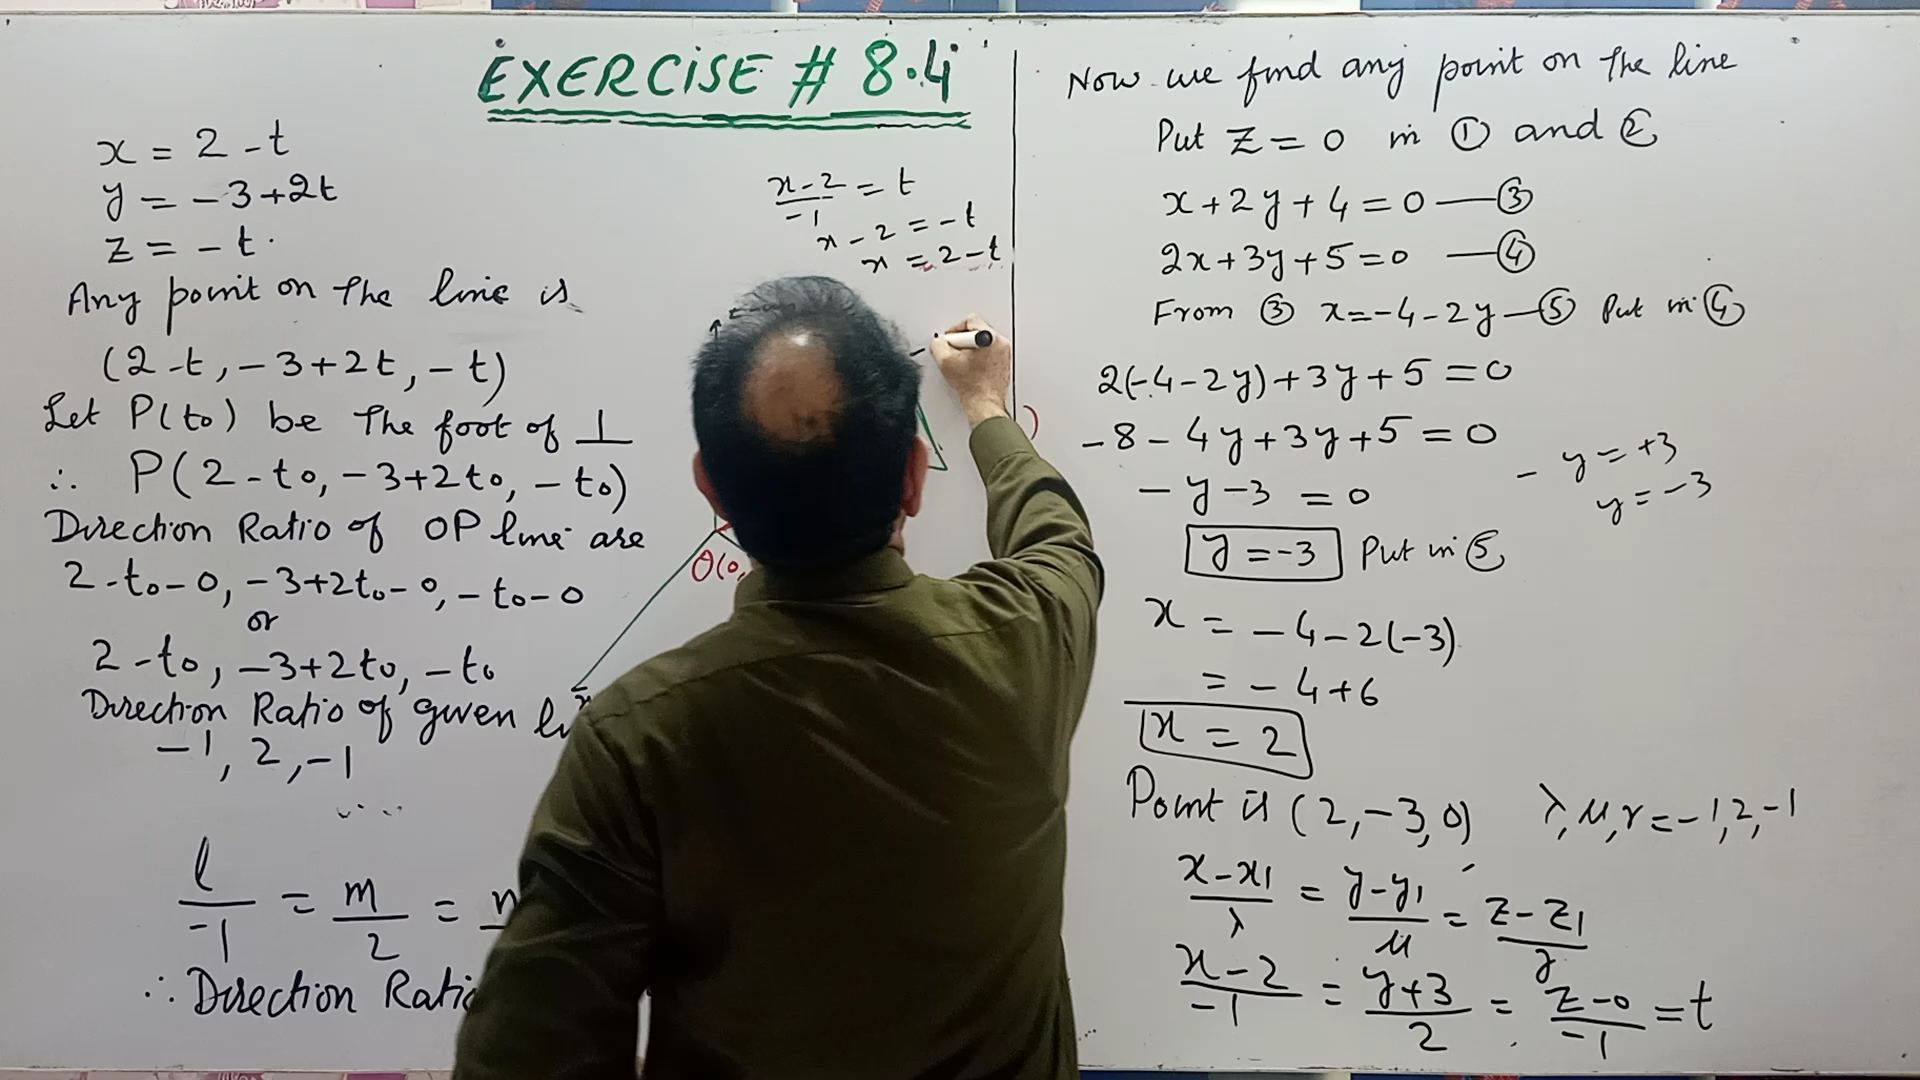 EXERCISE # 8.4
x = 2 - t
y = -3+2t
z = -t.
Any point on the line is
(2-t, -3+2t, -t)
Let P(t0) be the foot of ⊥
∴ P(2-t0, -3+2t0, -t0)
Direction Ratio of OP line are
2-t0-0, -3+2t0-0, -t0-0
or
2-t0, -3+2t0, -t0
Direction Ratio of given
-1, 2, -1
l/-1 = m/2 =
∴ Direction
x-2/-1 = t
x-2 = -t
x = 2-t
Now we find any point on the line
Put z = 0 in ① and ②
x+2y+4=0 —③
2x+3y+5=0 —④
From ③ x=-4-2y—⑤ Put in ④
2(-4-2y)+3y+5=0
-8-4y+3y+5=0
-y-3=0
-y=+3
y=-3
y=-3 Put in ⑤
x = -4-2(-3)
= -4+6
x = 2
Point is (2,-3,0) λ,μ,γ=-1,2,-1
x-x1/λ = y-y1/μ = z-z1/γ
x-2/-1 = y+3/2 = z-0/-1 = t